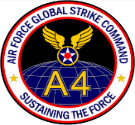 AIR FORCE GLOBAL STRIKE COMMAND
A4
SUSTAINING THE FORCE